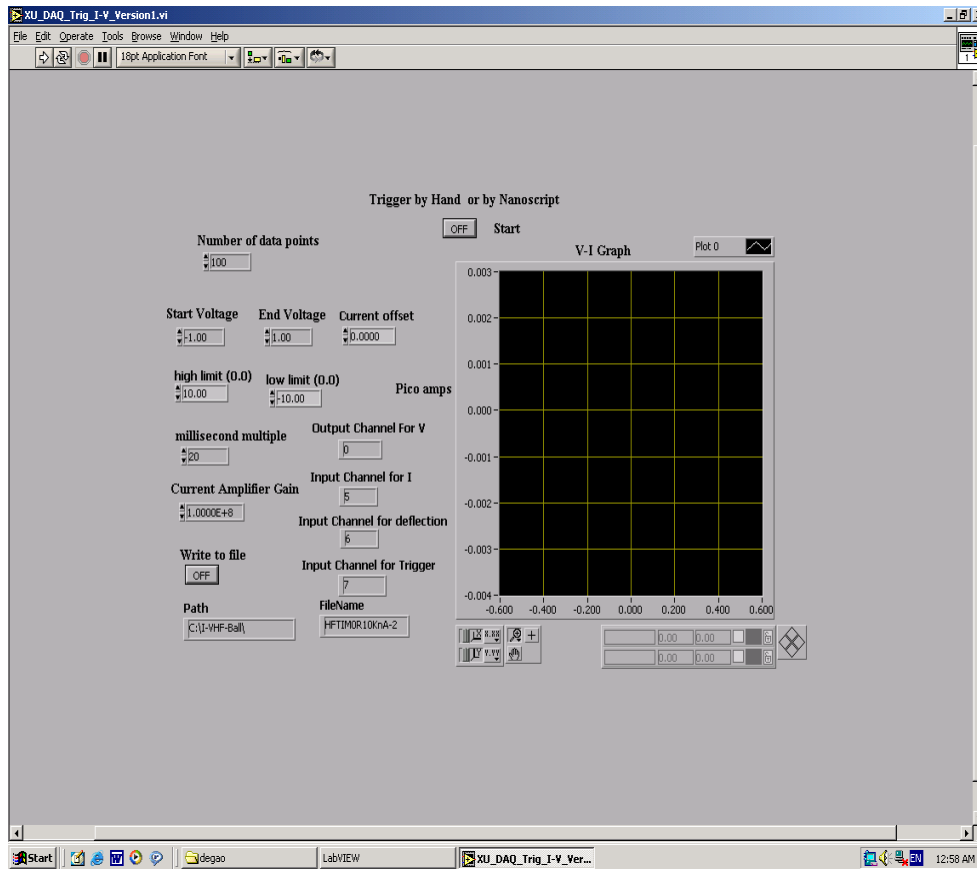 XU_DAQ_Trig_I-V_Version1.vi
File Edit Operate Tools Browse Window Help
18pt Application Font
1
Trigger by Hand or by Nanoscript
OFF Start
Number of data points
100
V-I Graph
Plot 0
Start Voltage End Voltage Current offset
-1.00 1.00 0.0000
high limit (0.0) low limit (0.0)
10.00 -10.00
Pico amps
millisecond multiple
20
Output Channel For V
0
Current Amplifier Gain
1.0000E+8
Input Channel for I
5
Input Channel for deflection
6
Write to file
OFF
Input Channel for Trigger
7
Path
C:\I-VHF-Ball\
FileName
HFTIM0R10KnA-2
0.003
0.002
0.001
0.000
-0.001
-0.002
-0.003
-0.004
-0.600 -0.400 -0.200 0.000 0.200 0.400 0.600
X X.XX
Y Y.YY
0.00 0.00
0.00 0.00
Start degao LabVIEW XU_DAQ_Trig_I-V_Ver... EN 12:58 AM